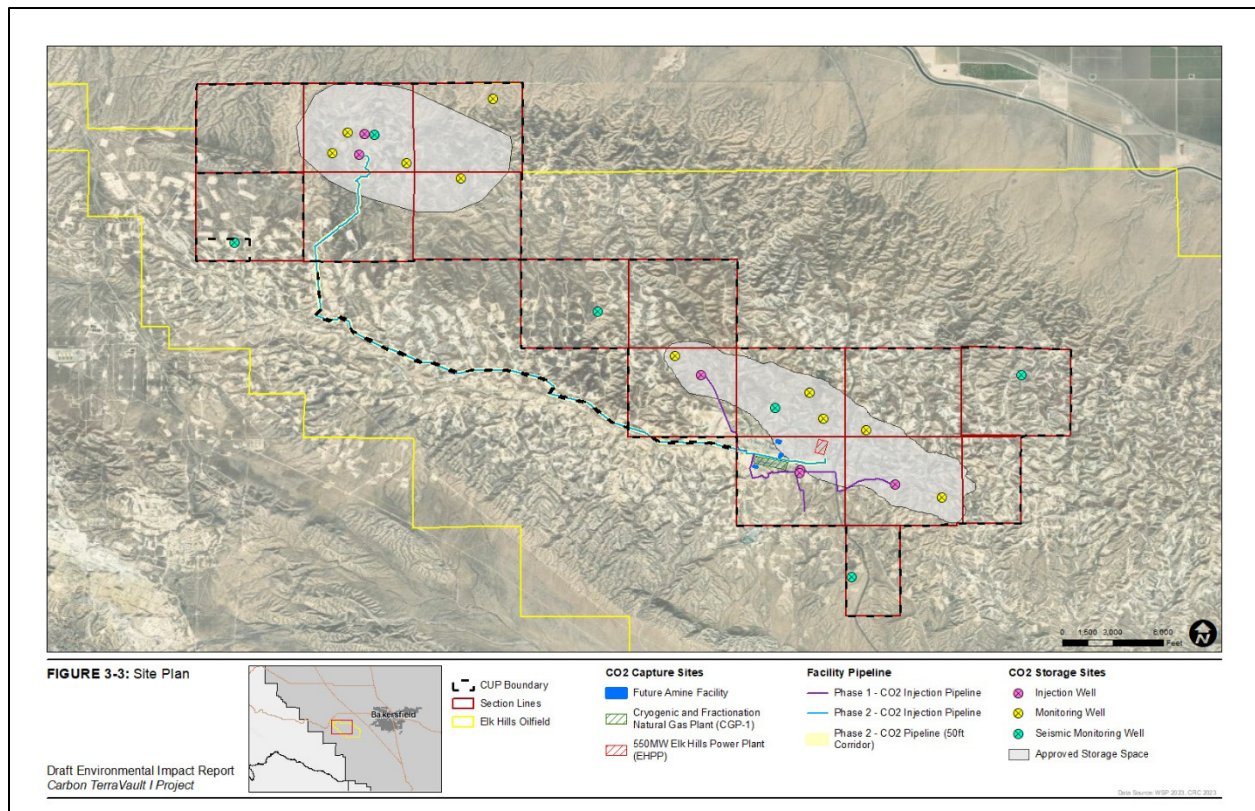 0 1,500 3,000 6,000
Feet
N
FIGURE 3-3: Site Plan
Draft Environmental Impact Report
Carbon TerraVault I Project
Bakersfield
CUP Boundary
Section Lines
Elk Hills Oilfield
CO2 Capture Sites
Future Amine Facility
Cryogenic and Fractionation
Natural Gas Plant (CGP-1)
550MW Elk Hills Power Plant
(EHPP)
Facility Pipeline
Phase 1 - CO2 Injection Pipeline
Phase 2 - CO2 Injection Pipeline
Phase 2 - CO2 Pipeline (50ft
Corridor)
CO2 Storage Sites
Injection Well
Monitoring Well
Seismic Monitoring Well
Approved Storage Space
Data Source: WSP 2023, CRC 2023